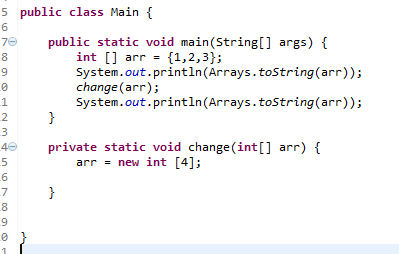 5 public class Main {
6
7 public static void main(String[] args) {
8 int [] arr = {1,2,3};
9 System.out.println(Arrays.toString(arr));
0 change(arr);
1 System.out.println(Arrays.toString(arr));
2 }
3
4 private static void change(int[] arr) {
5 arr = new int [4];
6
7 }
8
9
0 }
1